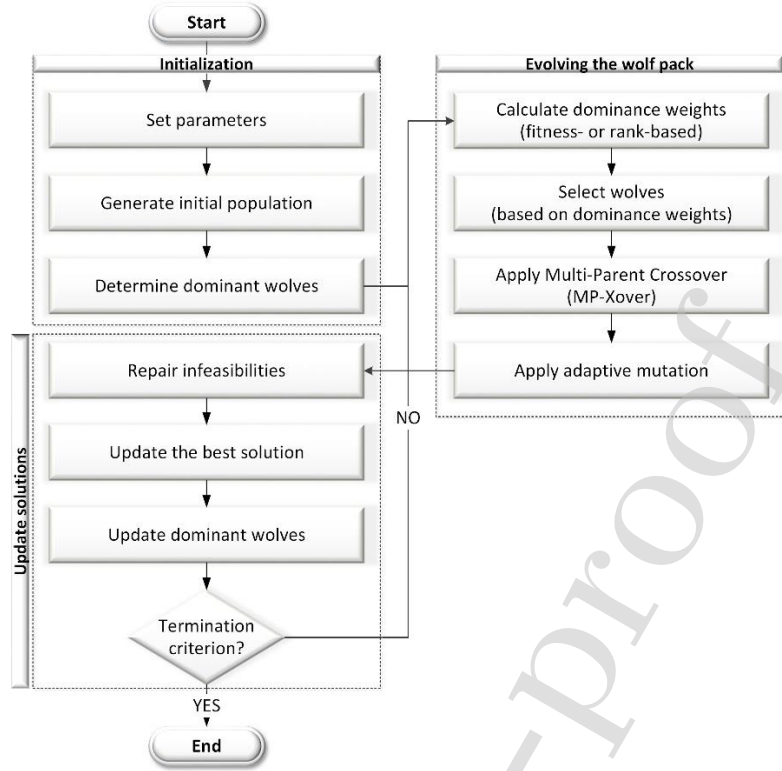 Start
Initialization
Set parameters
Generate initial population
Determine dominant wolves
Evolving the wolf pack
Calculate dominance weights
(fitness- or rank-based)
Select wolves
(based on dominance weights)
Apply Multi-Parent Crossover
(MP-Xover)
Apply adaptive mutation
Update solutions
Repair infeasibilities
Update the best solution
Update dominant wolves
Termination
criterion?
NO
YES
End
-proof